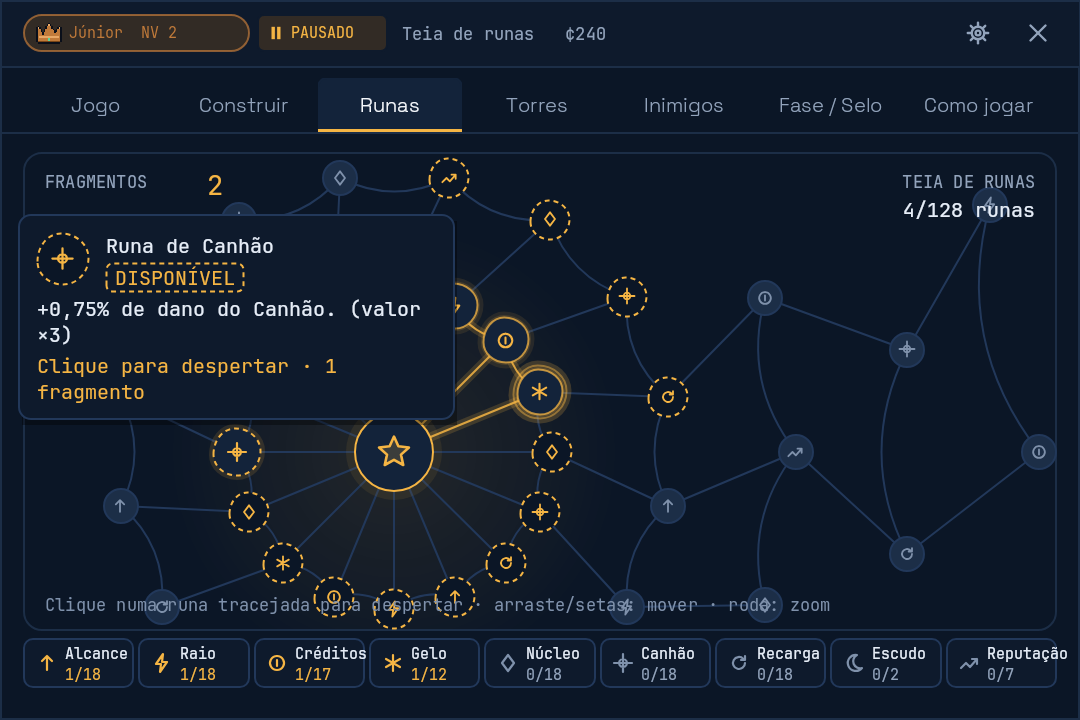 Júnior NV 2 PAUSADO Teia de runas ₵240
Jogo Construir Runas Torres Inimigos Fase / Selo Como jogar
FRAGMENTOS 2
TEIA DE RUNAS
4/128 runas
Runa de Canhão
DISPONÍVEL
+0,75% de dano do Canhão. (valor
×3)
Clique para despertar · 1
fragmento
Clique numa runa tracejada para despertar · arraste/setas: mover · roda: zoom
Alcance Raio Créditos Gelo Núcleo Canhão Recarga Escudo Reputação
1/18 1/18 1/17 1/12 0/18 0/18 0/18 0/2 0/7